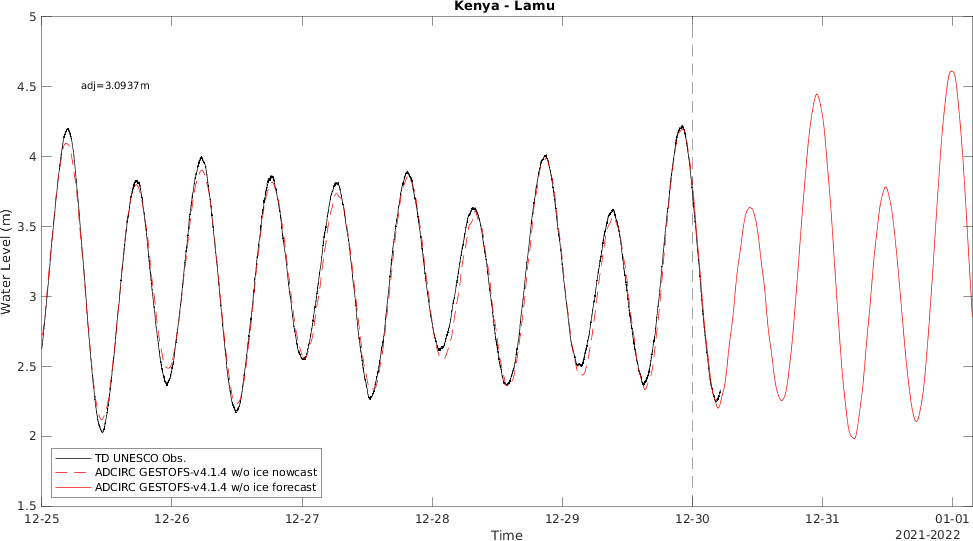 Kenya - Lamu
5
4.5
4
3.5
3
2.5
2
1.5
Water Level (m)
adj=3.0937m
TD UNESCO Obs.
ADCIRC GESTOFS-v4.1.4 w/o ice nowcast
ADCIRC GESTOFS-v4.1.4 w/o ice forecast
12-25 12-26 12-27 12-28 12-29 12-30 12-31 01-01
Time
2021-2022